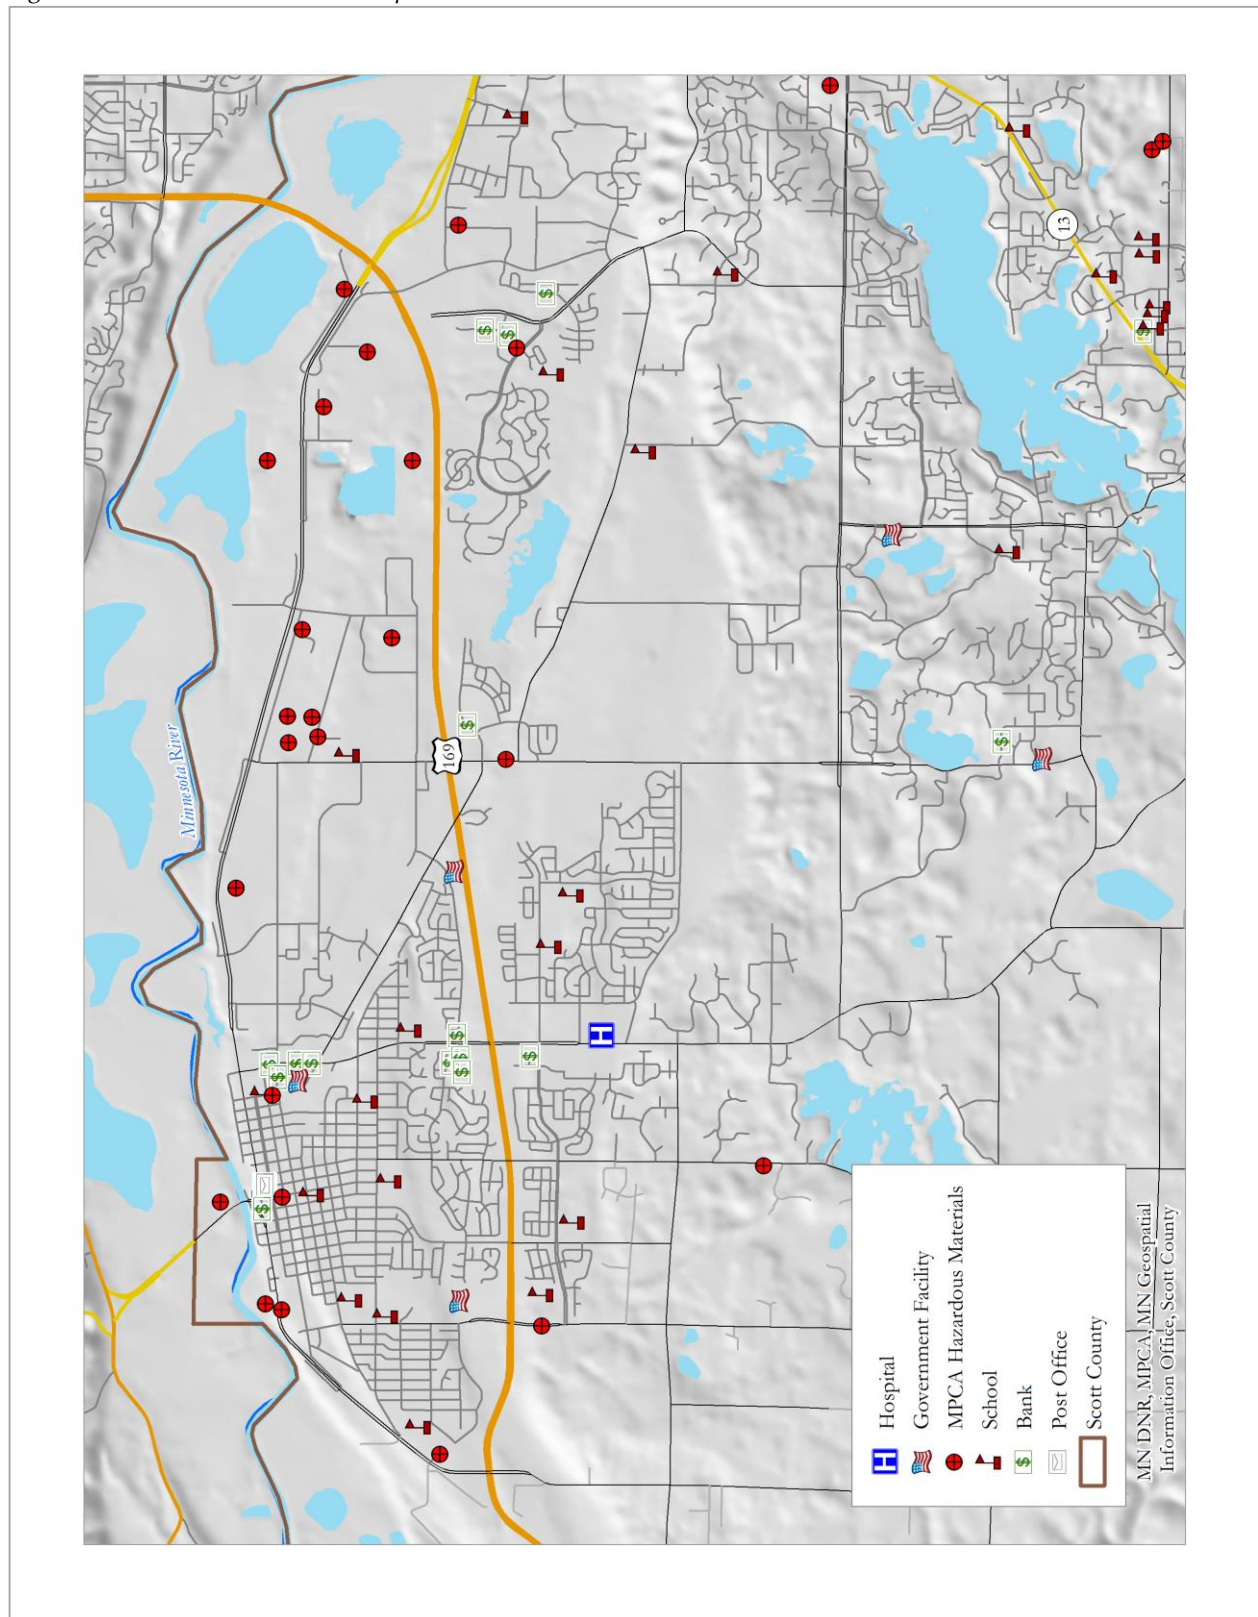 Minnesota River
169
13
H
Hospital
Government Facility
MPCA Hazardous Materials
School
Bank
Post Office
Scott County
MN DNR, MPCA, MN Geospatial
Information Office, Scott County